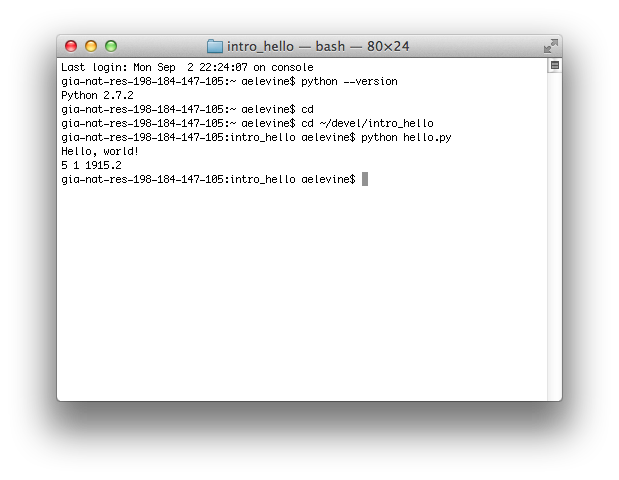 intro_hello — bash — 80×24
Last login: Mon Sep  2 22:24:07 on console
gia-nat-res-198-184-147-105:~ aelevine$ python --version
Python 2.7.2
gia-nat-res-198-184-147-105:~ aelevine$ cd
gia-nat-res-198-184-147-105:~ aelevine$ cd ~/devel/intro_hello
gia-nat-res-198-184-147-105:intro_hello aelevine$ python hello.py
Hello, world!
5 1 1915.2
gia-nat-res-198-184-147-105:intro_hello aelevine$